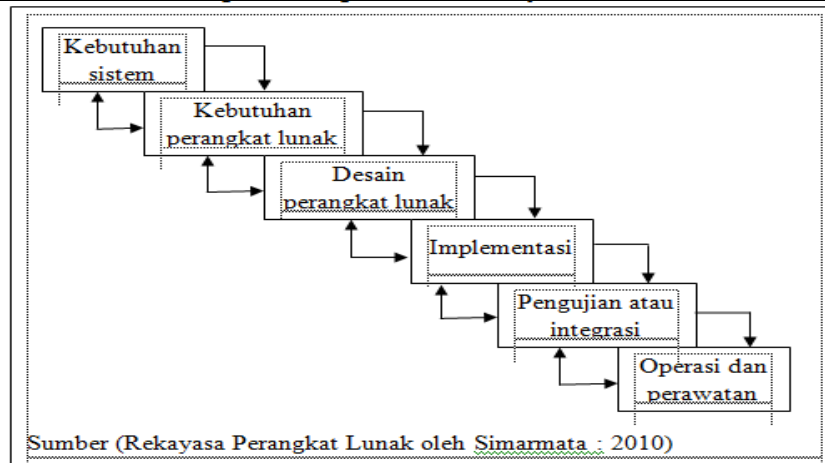 Kebutuhan
sistem
Kebutuhan
perangkat lunak
Desain
perangkat lunak
Implementasi
Pengujian atau
integrasi
Operasi dan
perawatan
Sumber (Rekayasa Perangkat Lunak oleh Simarmata : 2010)